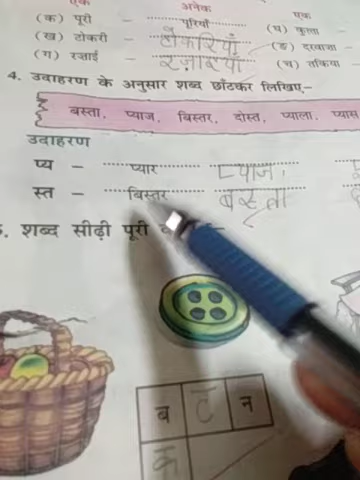 एक अनेक एक
(क) पूरी – पूरियाँ (घ) कुत्ता
(ख) टोकरी – टोकरियाँ (ङ) दरवाज़ा
(ग) रज़ाई – रज़ाइयाँ (च) तकिया
4. उदाहरण के अनुसार शब्द छाँटकर लिखिए–
बस्ता, प्याज, बिस्तर, दोस्त, प्याला, प्यास
उदाहरण
प्य – प्यार प्याज,
स्त – बिस्तर बस्ता
5. शब्द सीढ़ी पूरी
ब ट न
क